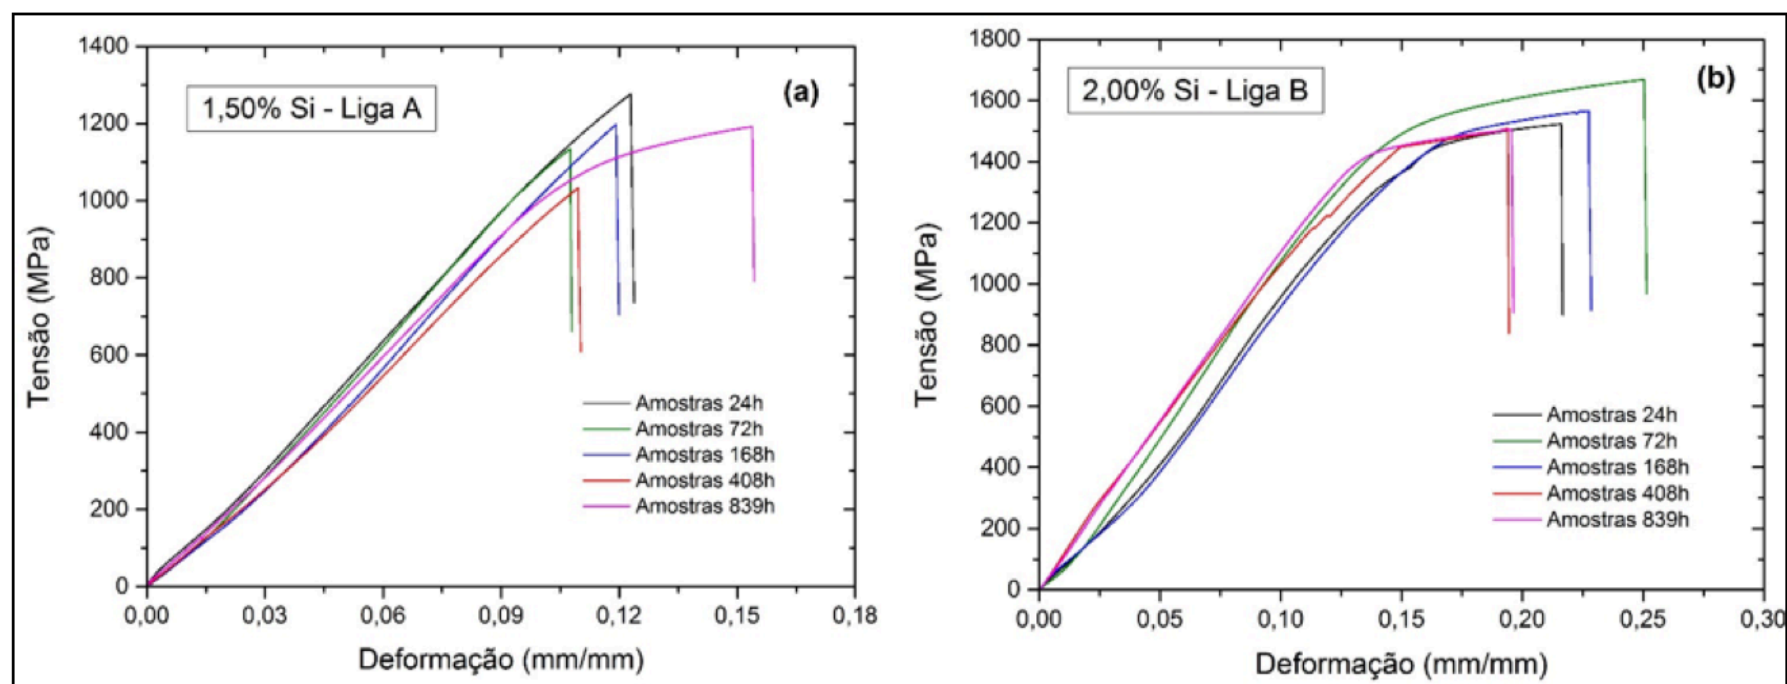 1400
1200
1000
800
600
400
200
0
Tensão (MPa)
1,50% Si - Liga A
(a)
Amostras 24h
Amostras 72h
Amostras 168h
Amostras 408h
Amostras 839h
0,00 0,03 0,06 0,09 0,12 0,15 0,18
Deformação (mm/mm)
1800
1600
1400
1200
1000
800
600
400
200
0
Tensão (MPa)
2,00% Si - Liga B
(b)
Amostras 24h
Amostras 72h
Amostras 168h
Amostras 408h
Amostras 839h
0,00 0,05 0,10 0,15 0,20 0,25 0,30
Deformação (mm/mm)